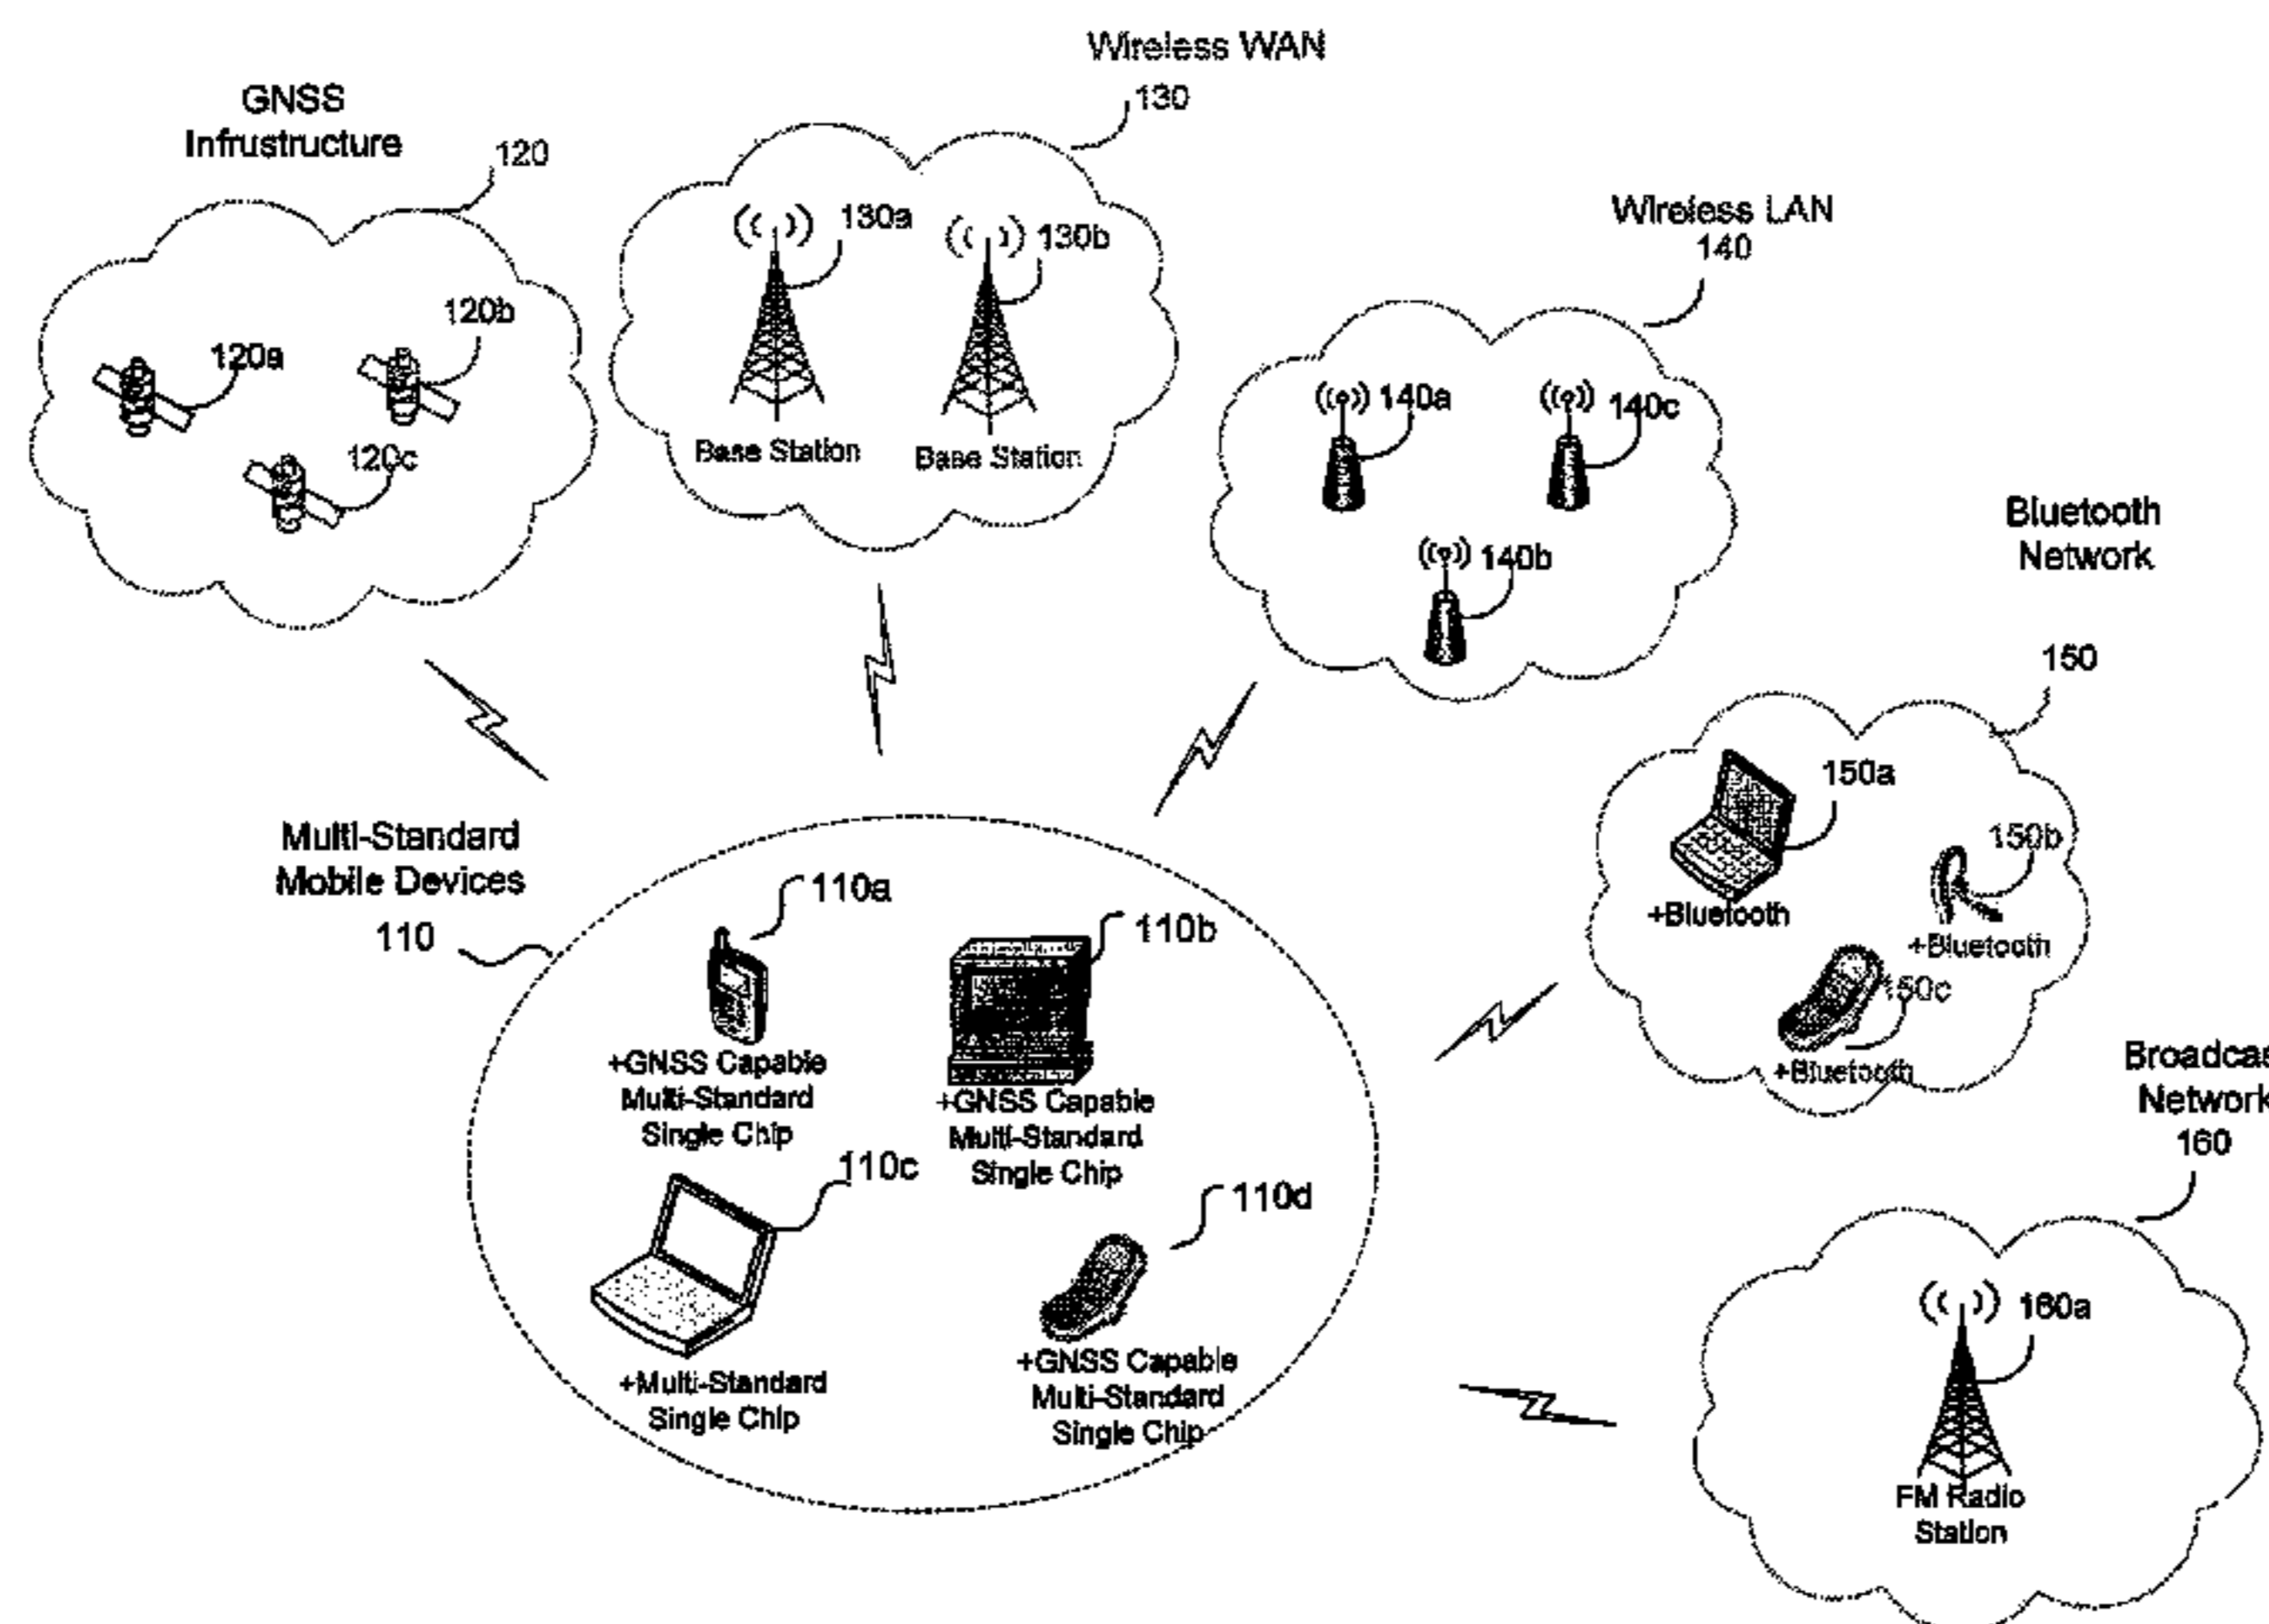 Wireless WAN
130
GNSS
Infrustructure
120
130a
130b
Wireless LAN
140
120b
120a
120c
Base Station
Base Station
140a
140c
140b
Bluetooth
Network
150
150a
150b
+Bluetooth
+Bluetooth
150c
+Bluetooth
Multi-Standard
Mobile Devices
110
110a
110b
+GNSS Capable
Multi-Standard
Single Chip
+GNSS Capable
Multi-Standard
Single Chip
110c
110d
+Multi-Standard
Single Chip
+GNSS Capable
Multi-Standard
Single Chip
Broadcas
Network
160
160a
FM Radio
Station